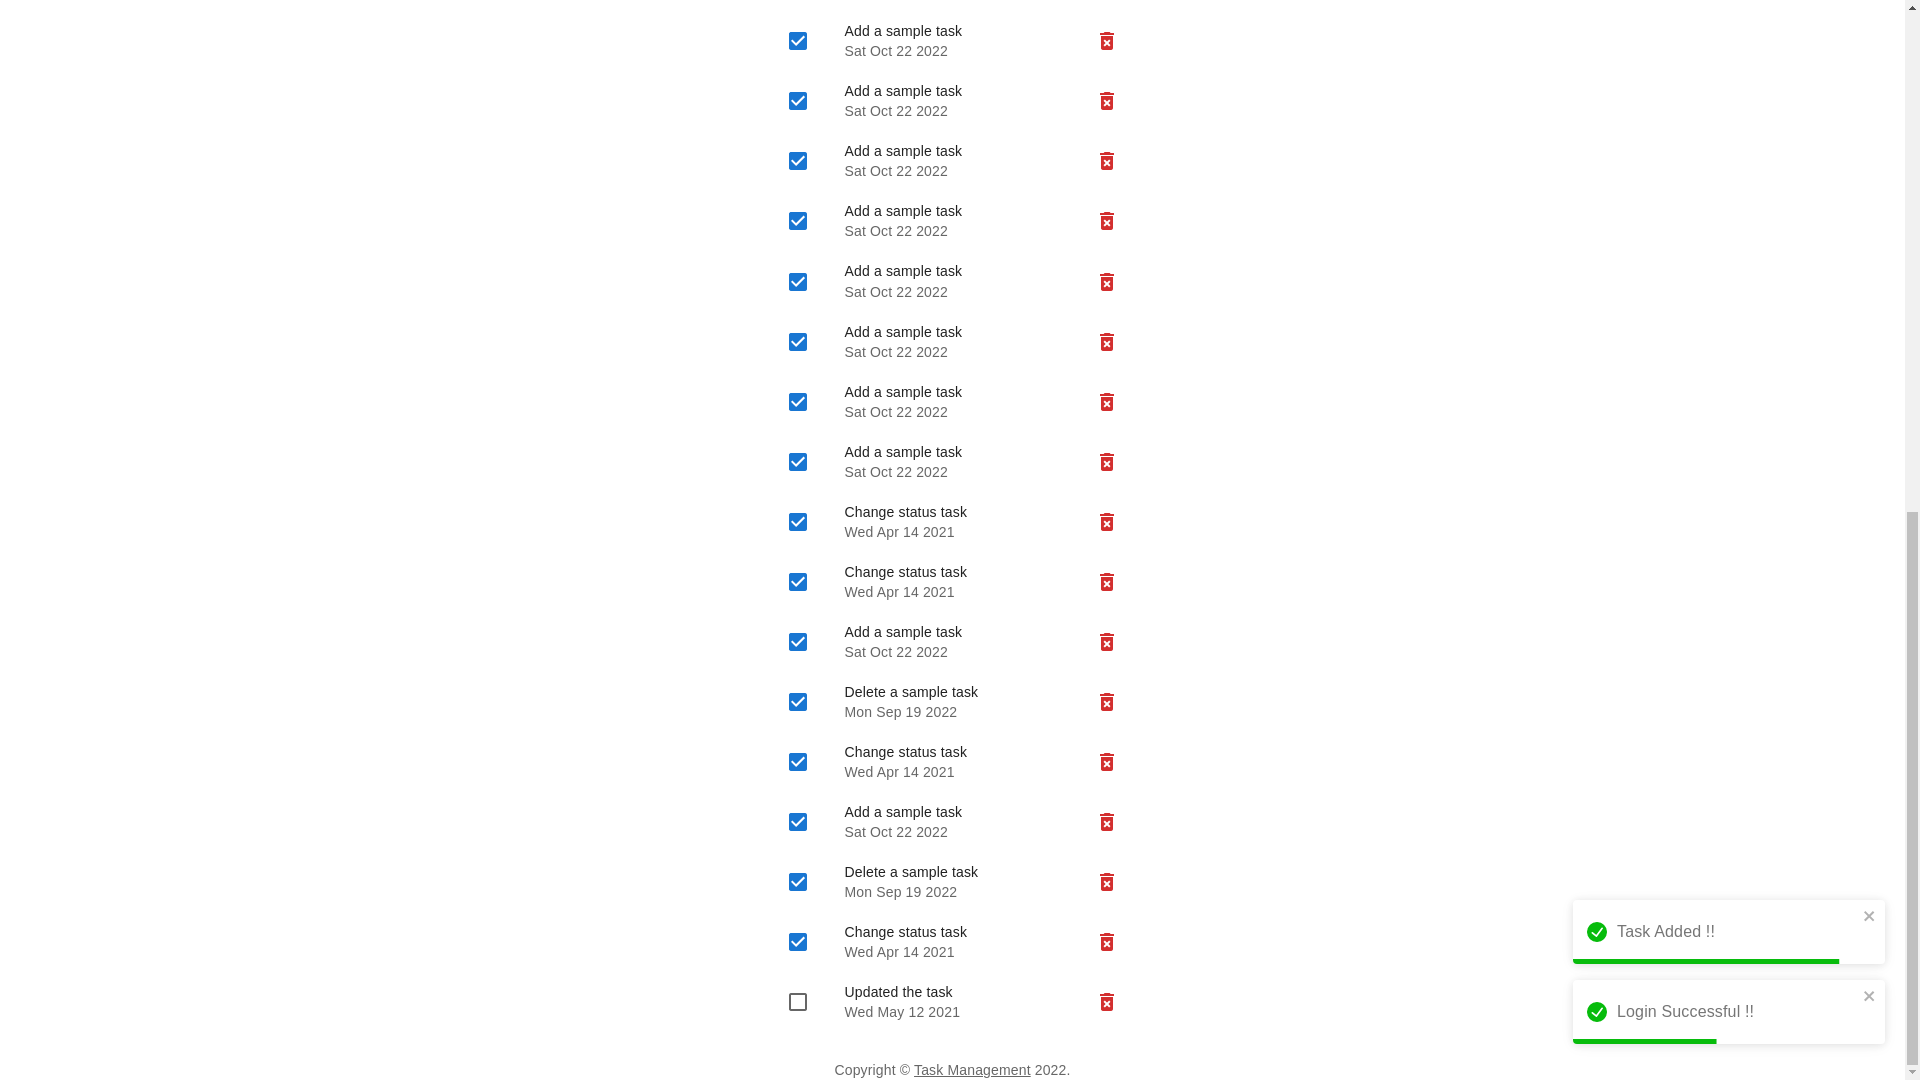 Add a sample task
Sat Oct 22 2022
Add a sample task
Sat Oct 22 2022
Add a sample task
Sat Oct 22 2022
Add a sample task
Sat Oct 22 2022
Add a sample task
Sat Oct 22 2022
Add a sample task
Sat Oct 22 2022
Add a sample task
Sat Oct 22 2022
Add a sample task
Sat Oct 22 2022
Change status task
Wed Apr 14 2021
Change status task
Wed Apr 14 2021
Add a sample task
Sat Oct 22 2022
Delete a sample task
Mon Sep 19 2022
Change status task
Wed Apr 14 2021
Add a sample task
Sat Oct 22 2022
Delete a sample task
Mon Sep 19 2022
Change status task
Wed Apr 14 2021
Updated the task
Wed May 12 2021
Task Added !!
Login Successful !!
Copyright © Task Management 2022.